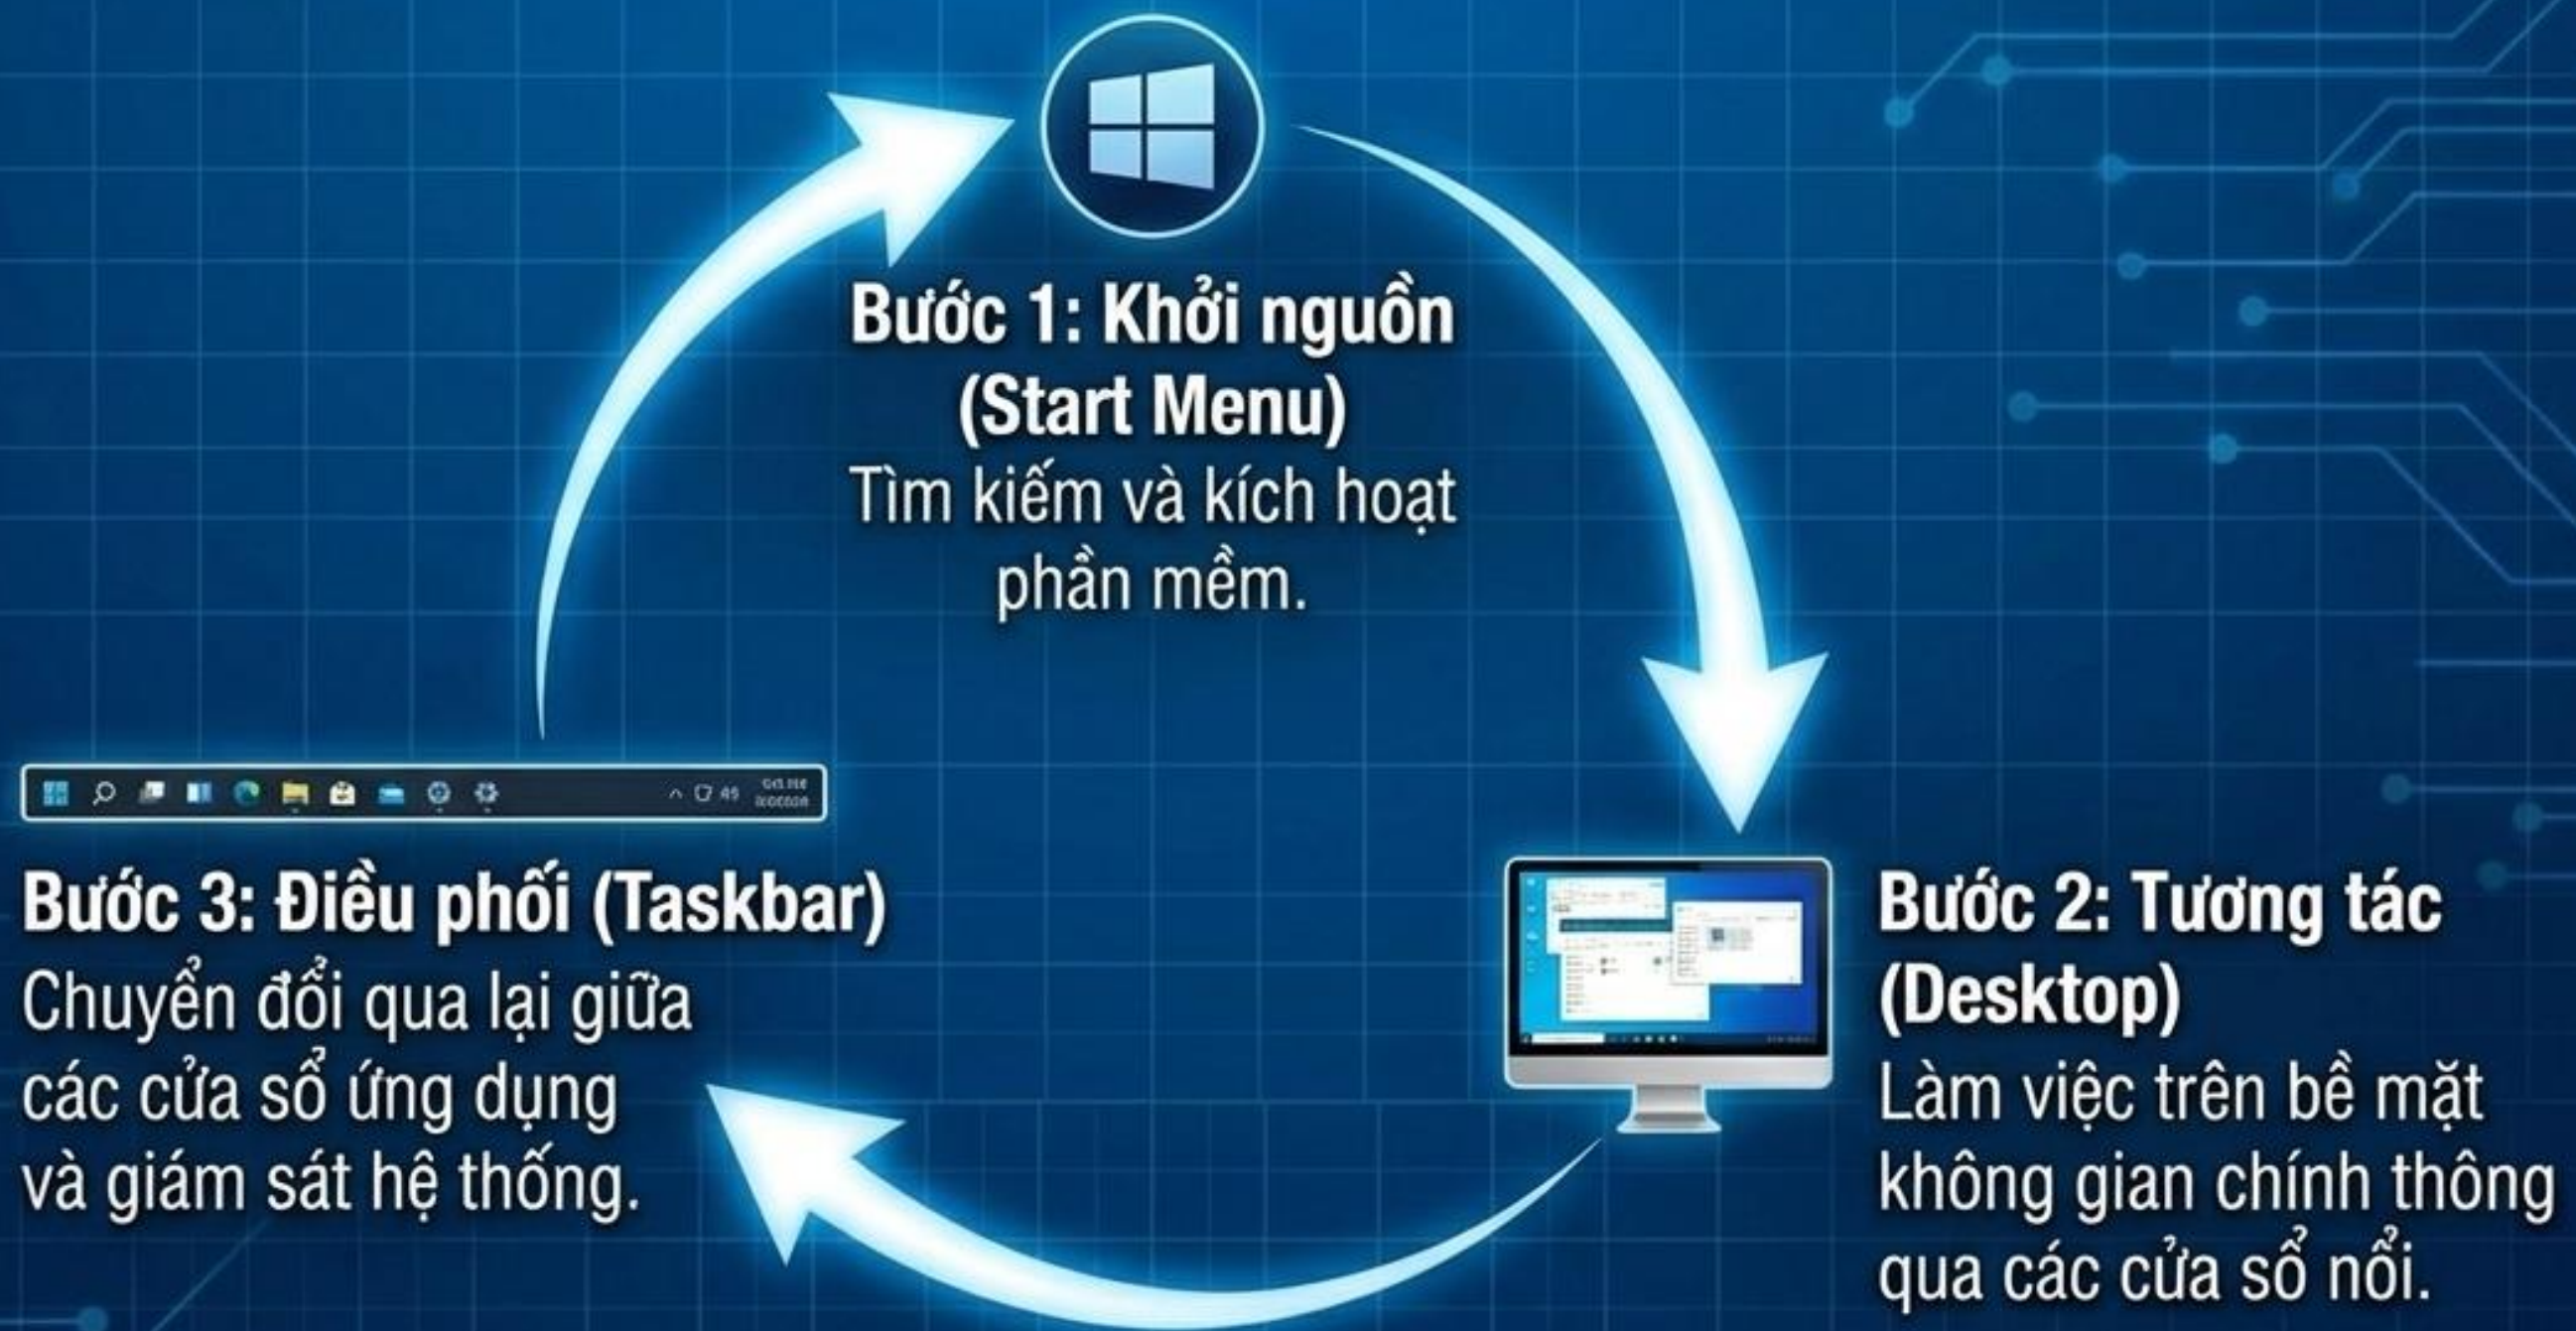 Bước 1: Khởi nguồn
(Start Menu)
Tìm kiếm và kích hoạt
phần mềm.
Bước 3: Điều phối (Taskbar)
Chuyển đổi qua lại giữa
các cửa sổ ứng dụng
và giám sát hệ thống.
Bước 2: Tương tác
(Desktop)
Làm việc trên bề mặt
không gian chính thông
qua các cửa sổ nổi.